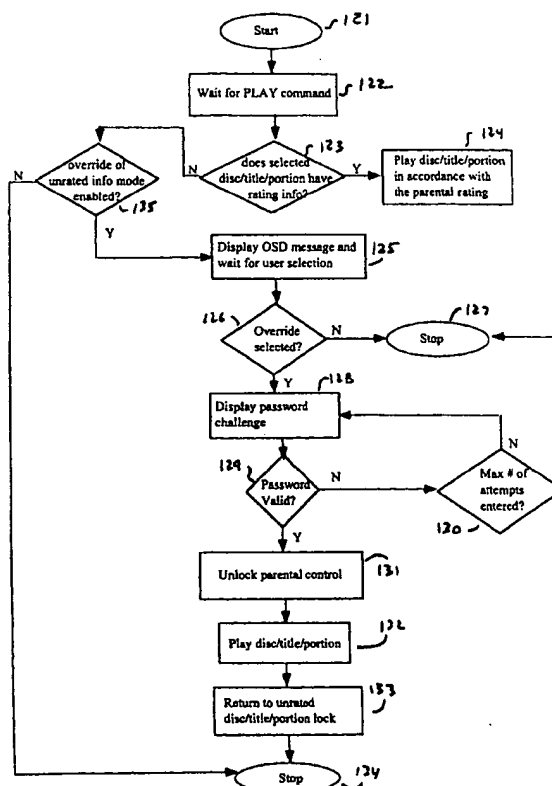 Start
121
Wait for PLAY command
122
123
124
does selected
disc/title/portion have
rating info?
N
Y
Play disc/title/portion
in accordance with
the parental rating
N
override of
unrated info mode
enabled?
135
Y
Display OSD message and
wait for user selection
125
126
Override
selected?
N
127
Stop
Y
128
Display password
challenge
N
129
Password
Valid?
N
Max # of
attempts
entered?
130
Y
Unlock parental control
131
Play disc/title/portion
132
Return to unrated
disc/title/portion lock
133
Stop
134